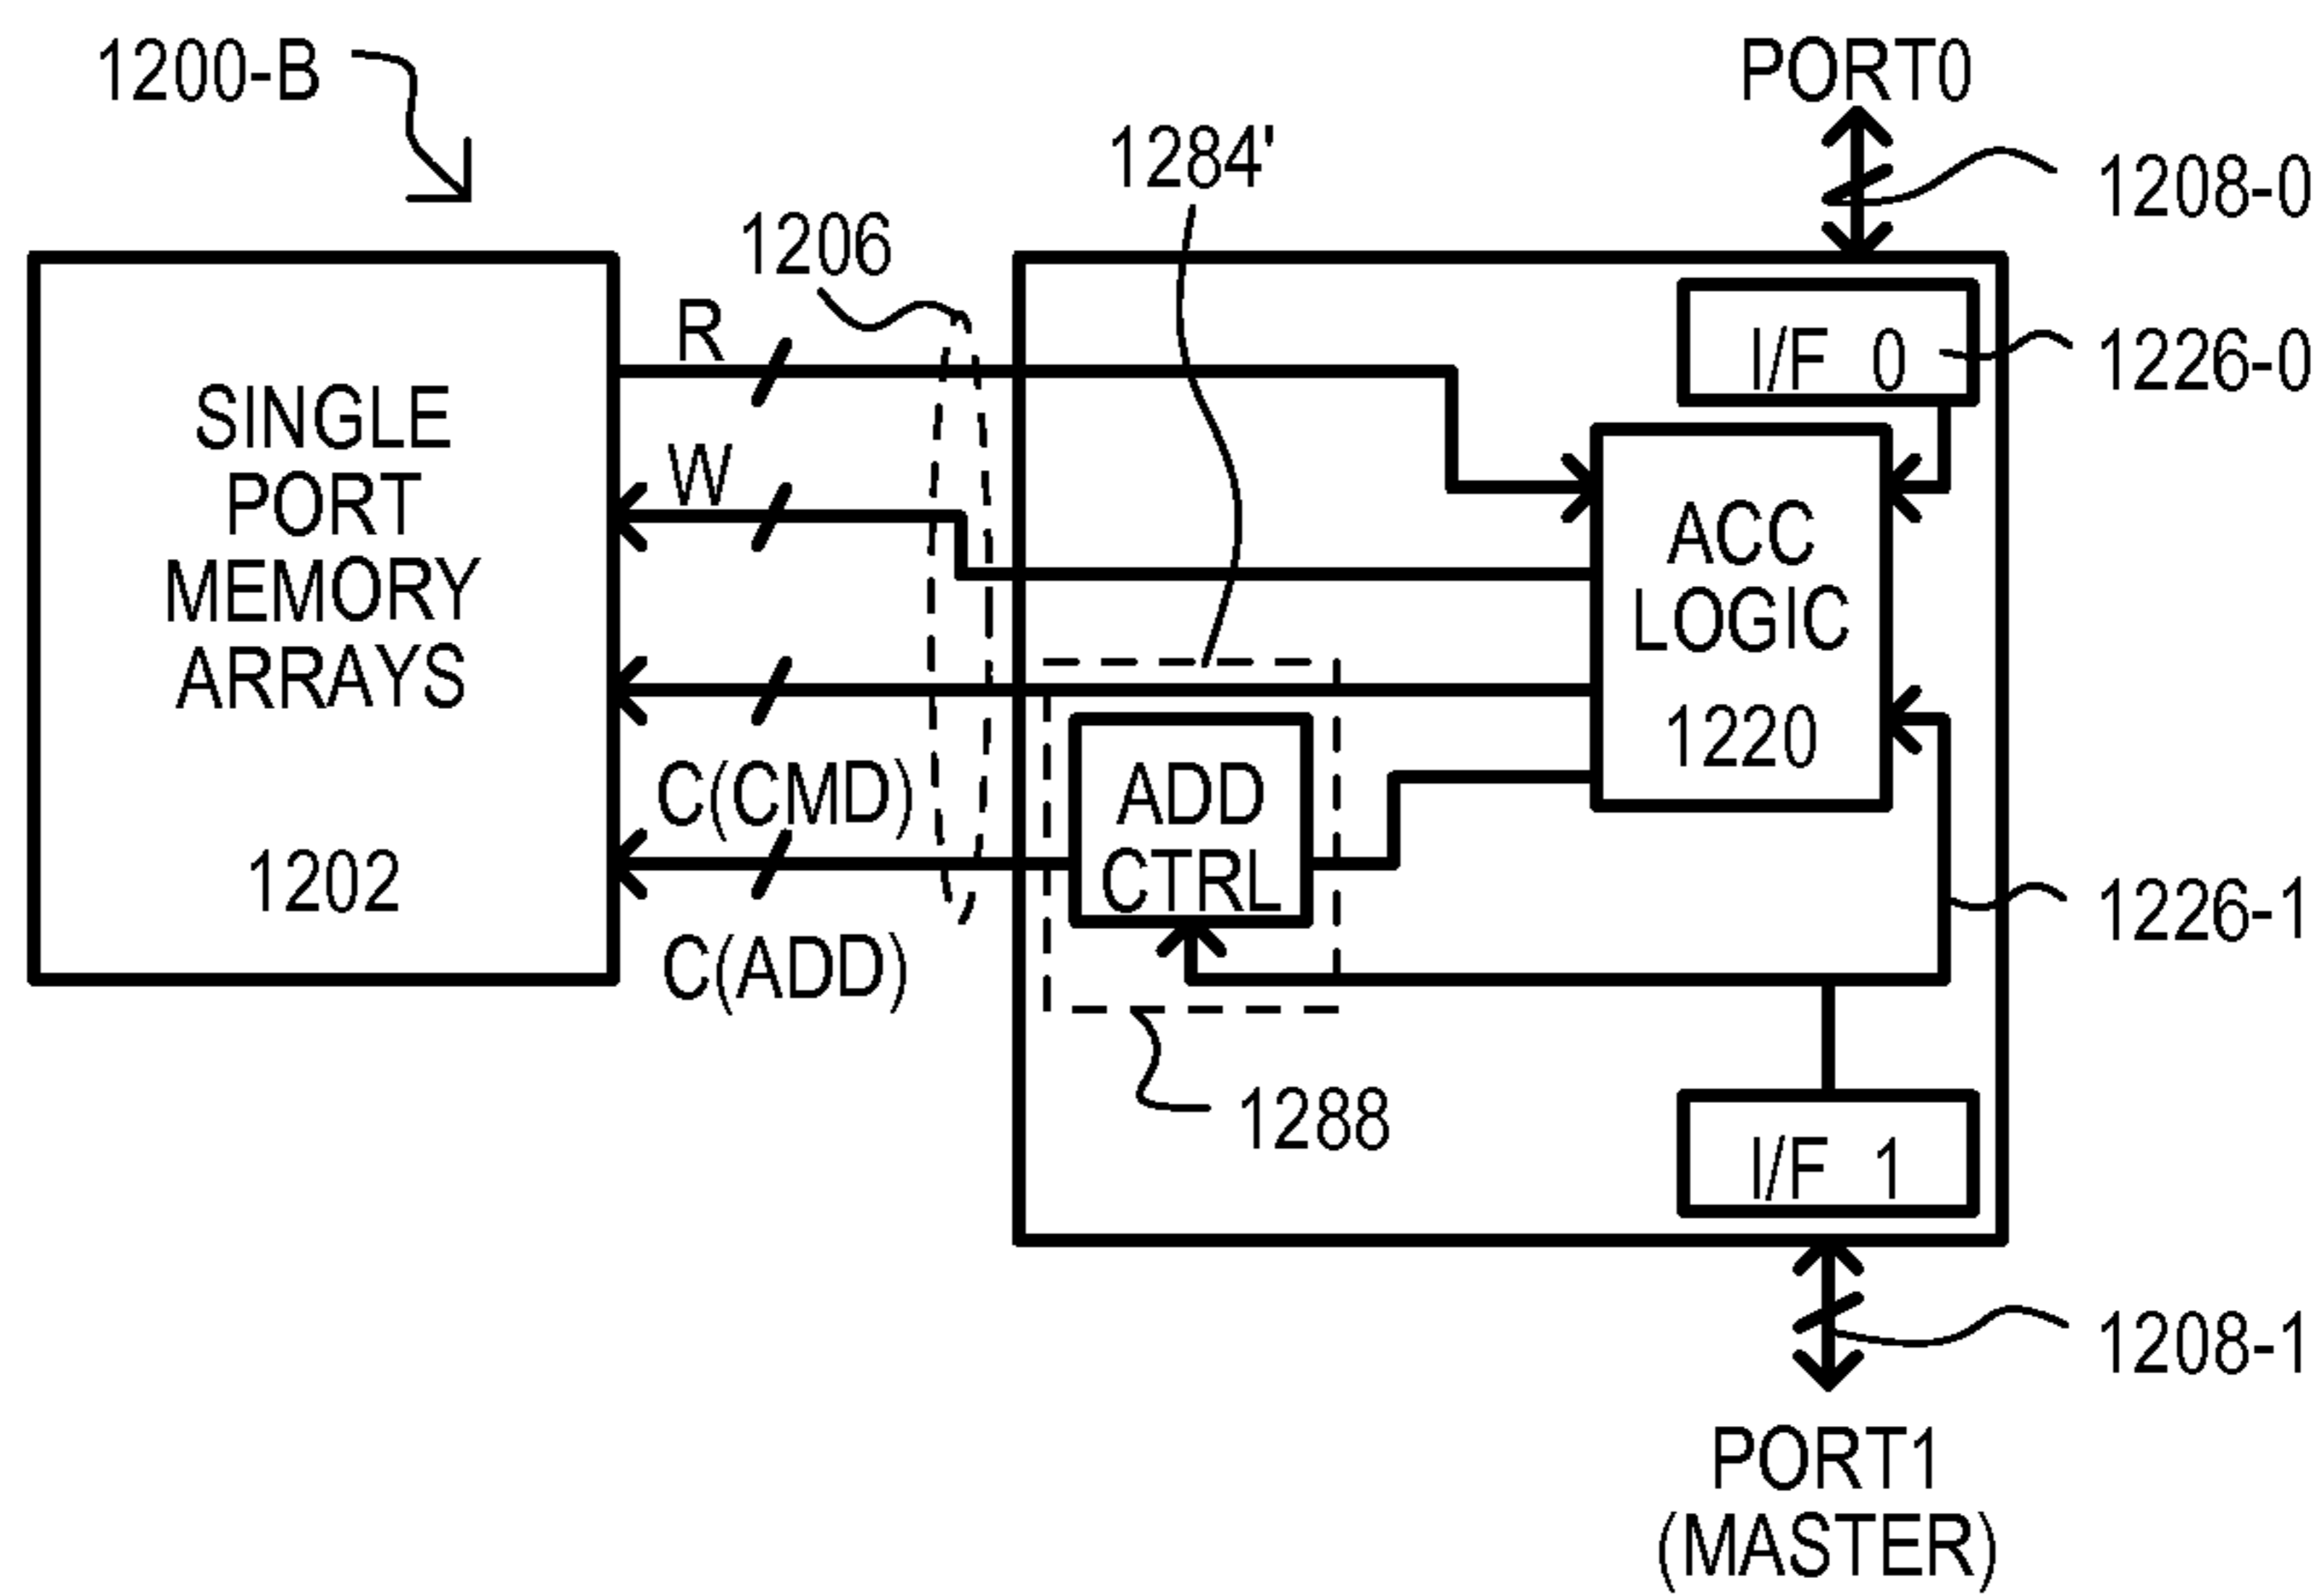 1200-B
PORT0
1284'
1208-0
1206
R
I/F 0
1226-0
SINGLE
PORT
MEMORY
ARRAYS
1202
W
ACC
LOGIC
1220
C(CMD)
ADD
CTRL
1226-1
C(ADD)
1288
I/F 1
1208-1
PORT1
(MASTER)